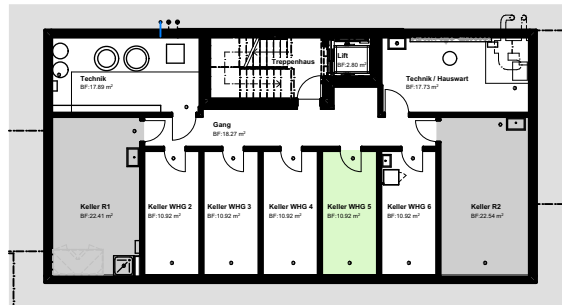 Lift
BF:2.80 m²
Treppenhaus
Technik
BF:17.89 m²
Technik / Hauswart
BF:17.73 m²
Gang
BF:18.27 m²
Keller R1
BF:22.41 m²
Keller WHG 2
BF:10.92 m²
Keller WHG 3
BF:10.92 m²
Keller WHG 4
BF:10.92 m²
Keller WHG 5
BF:10.92 m²
Keller WHG 6
BF:10.92 m²
Keller R2
BF:22.54 m²